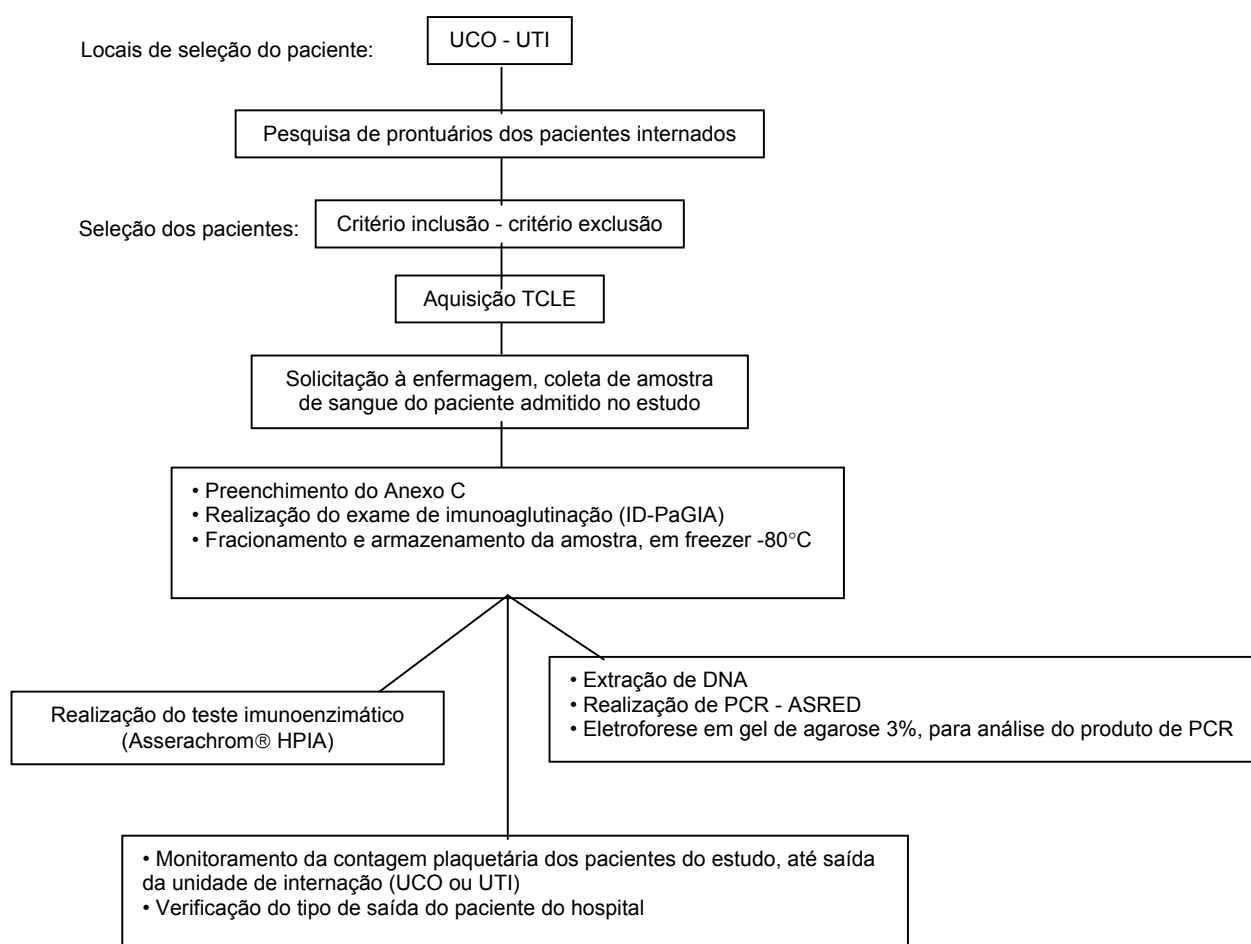 Locais de seleção do paciente:
UCO - UTI
Pesquisa de prontuários dos pacientes internados
Seleção dos pacientes:
Critério inclusão - critério exclusão
Aquisição TCLE
Solicitação à enfermagem, coleta de amostra
de sangue do paciente admitido no estudo
• Preenchimento do Anexo C
• Realização do exame de imunoaglutinação (ID-PaGIA)
• Fracionamento e armazenamento da amostra, em freezer -80°C
Realização do teste imunoenzimático
(Asserachrom® HPIA)
• Extração de DNA
• Realização de PCR - ASRED
• Eletroforese em gel de agarose 3%, para análise do produto de PCR
• Monitoramento da contagem plaquetária dos pacientes do estudo, até saída
da unidade de internação (UCO ou UTI)
• Verificação do tipo de saída do paciente do hospital